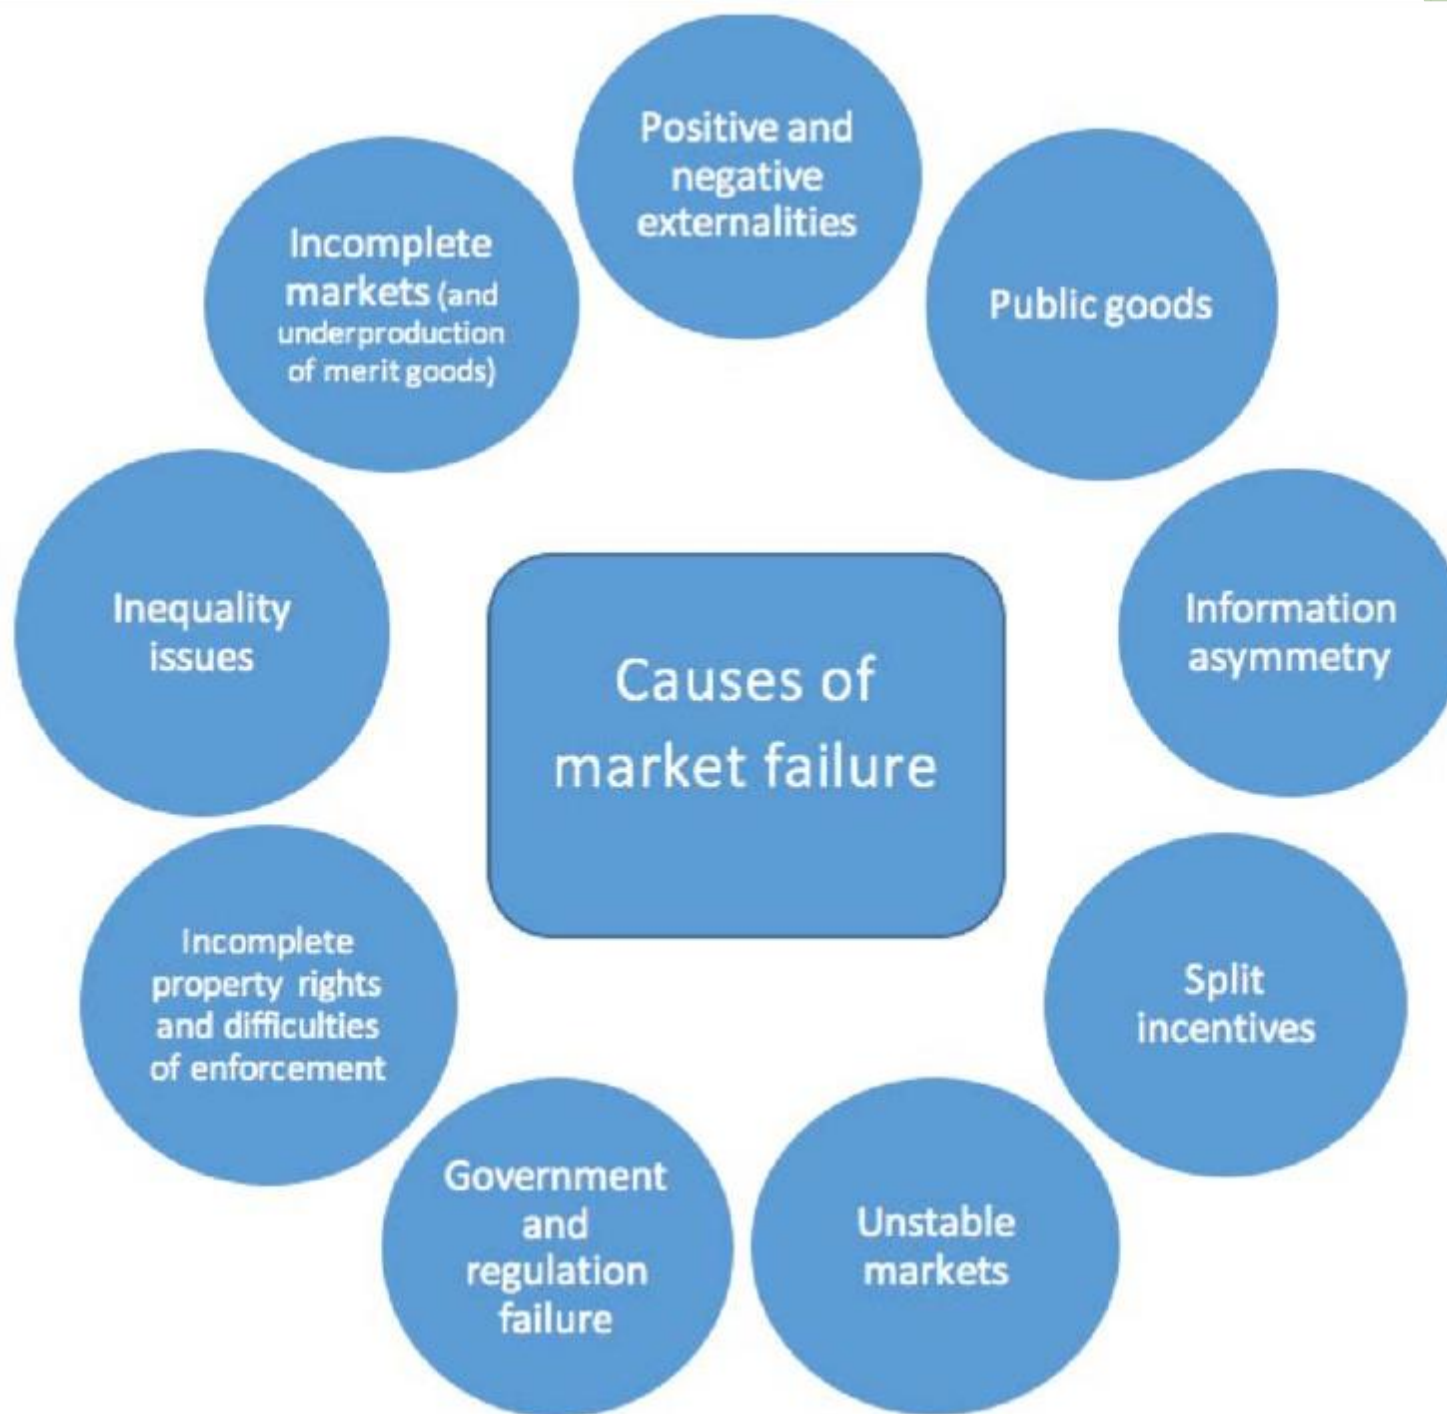 Positive and
negative
externalities
Public goods
Information
asymmetry
Split
incentives
Unstable
markets
Government
and
regulation
failure
Incomplete
property rights
and difficulties
of enforcement
Inequality
issues
Incomplete
markets (and
underproduction
of merit goods)
Causes of
market failure